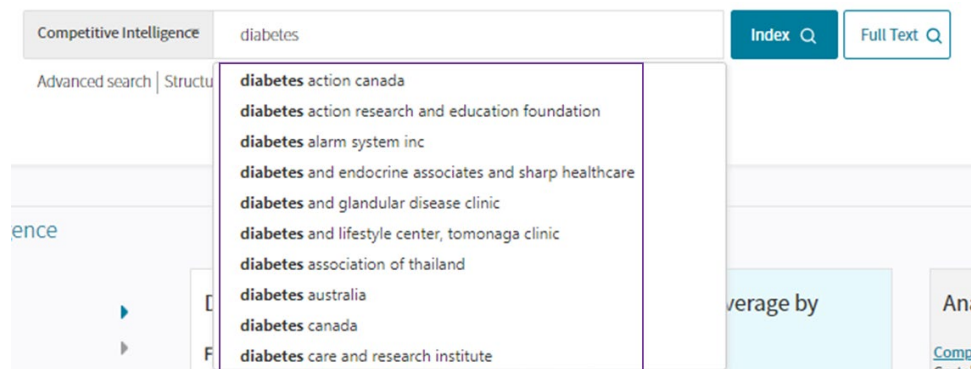 Competitive Intelligence
diabetes
Index
Full Text
Advanced search | Structu
diabetes action canada
diabetes action research and education foundation
diabetes alarm system inc
diabetes and endocrine associates and sharp healthcare
diabetes and glandular disease clinic
diabetes and lifestyle center, tomonaga clinic
diabetes association of thailand
diabetes australia
diabetes canada
diabetes care and research institute
ence
verage by
Ana
Comp